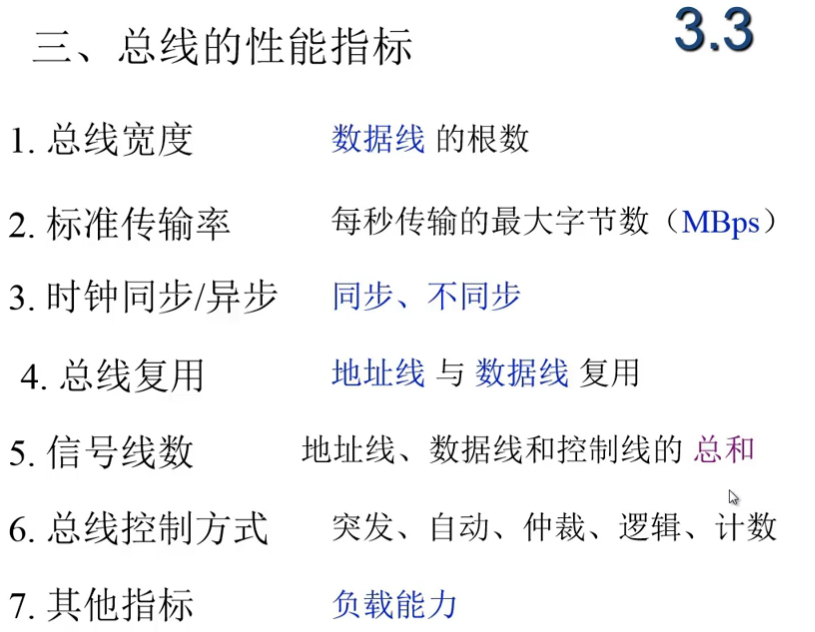 三、总线的性能指标 3.3
1. 总线宽度 数据线 的根数
2. 标准传输率 每秒传输的最大字节数（MBps）
3. 时钟同步/异步 同步、不同步
4. 总线复用 地址线 与 数据线 复用
5. 信号线数 地址线、数据线和控制线的 总和
6. 总线控制方式 突发、自动、仲裁、逻辑、计数
7. 其他指标 负载能力